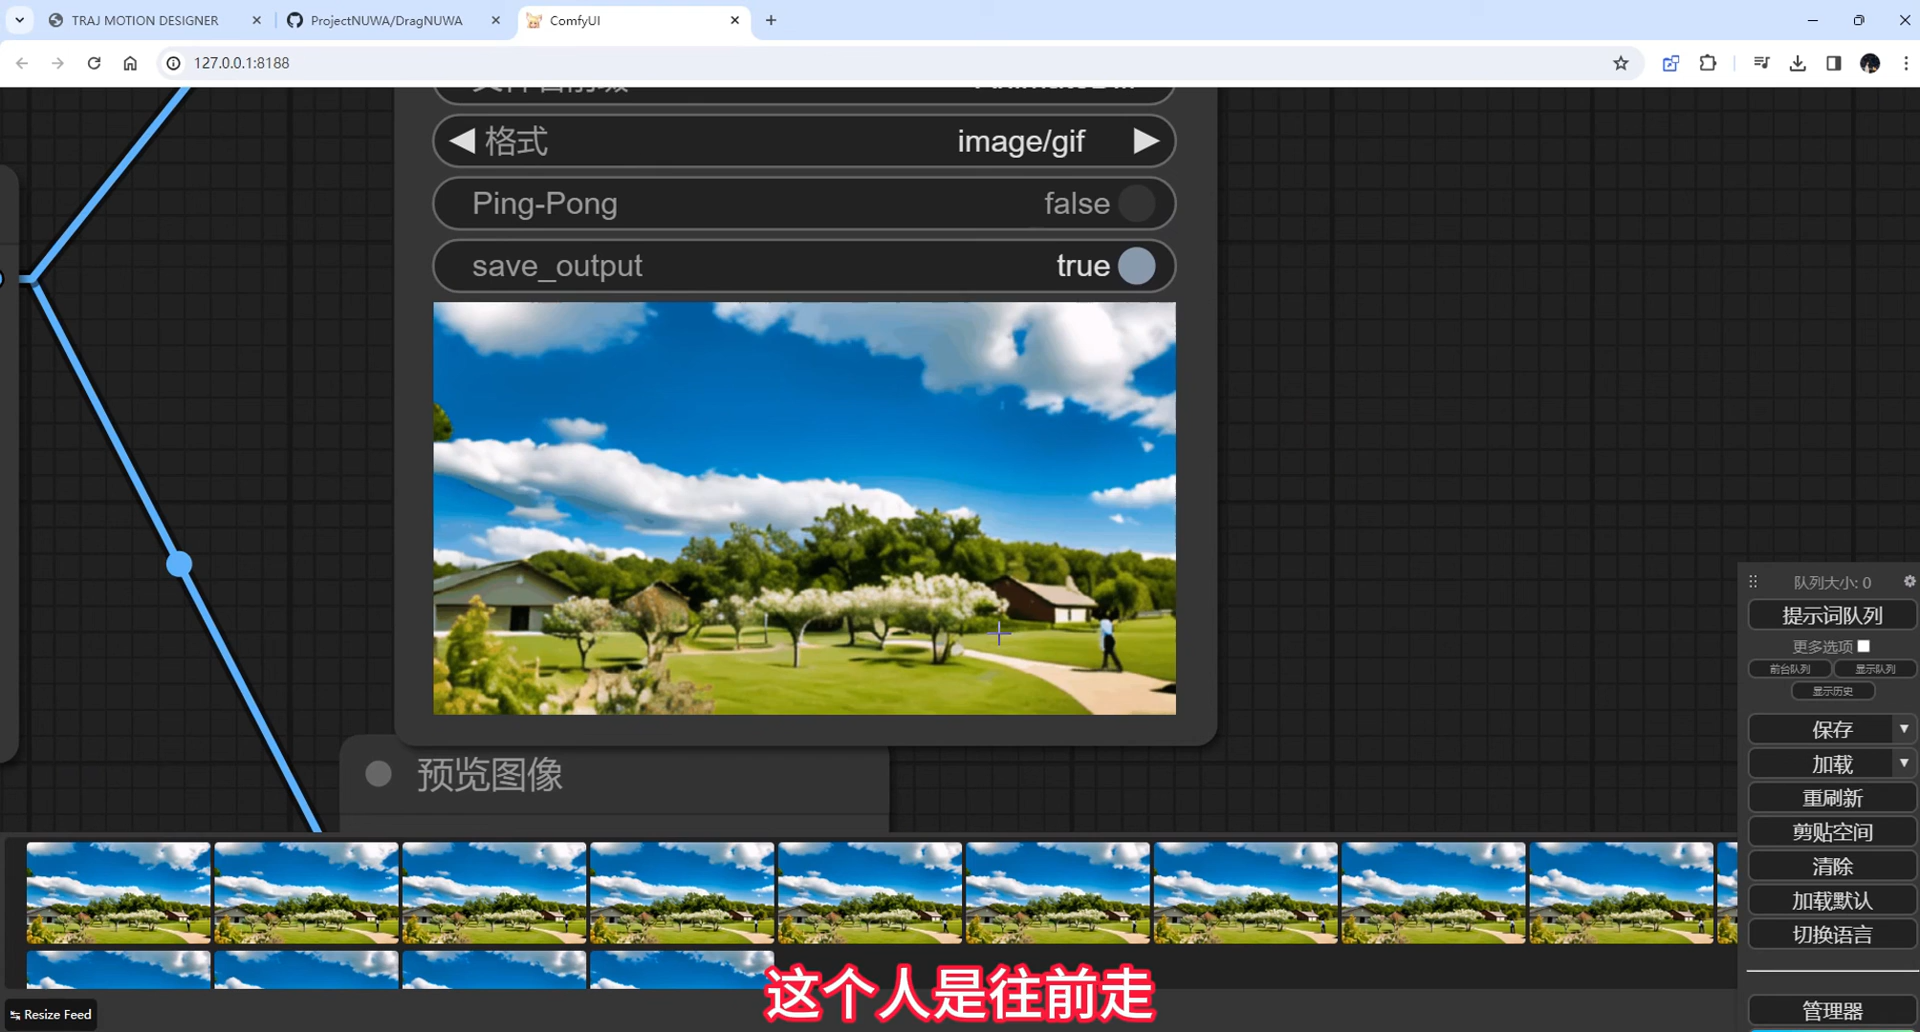 TRAJ MOTION DESIGNER
ProjectNUWA/DragNUWA
ComfyUI
127.0.0.1:8188
格式 image/gif
Ping-Pong false
save_output true
预览图像
队列大小: 0
提示词队列
更多选项
前台队列 显示队列
显示历史
保存
加载
重刷新
剪贴空间
清除
加载默认
切换语言
管理器
Resize Feed
这个人是往前走